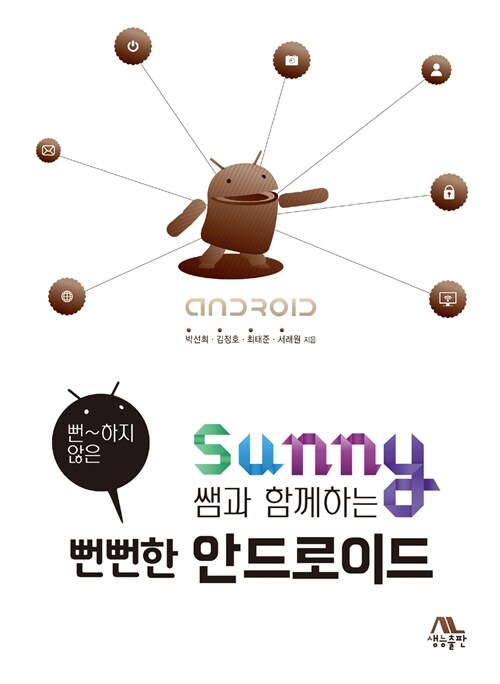 ANDROID
박선희 · 김정호 · 최태준 · 서래원 지음
뻔~하지
않은
sunny
쌤과 함께하는
뻔뻔한 안드로이드
생능출판